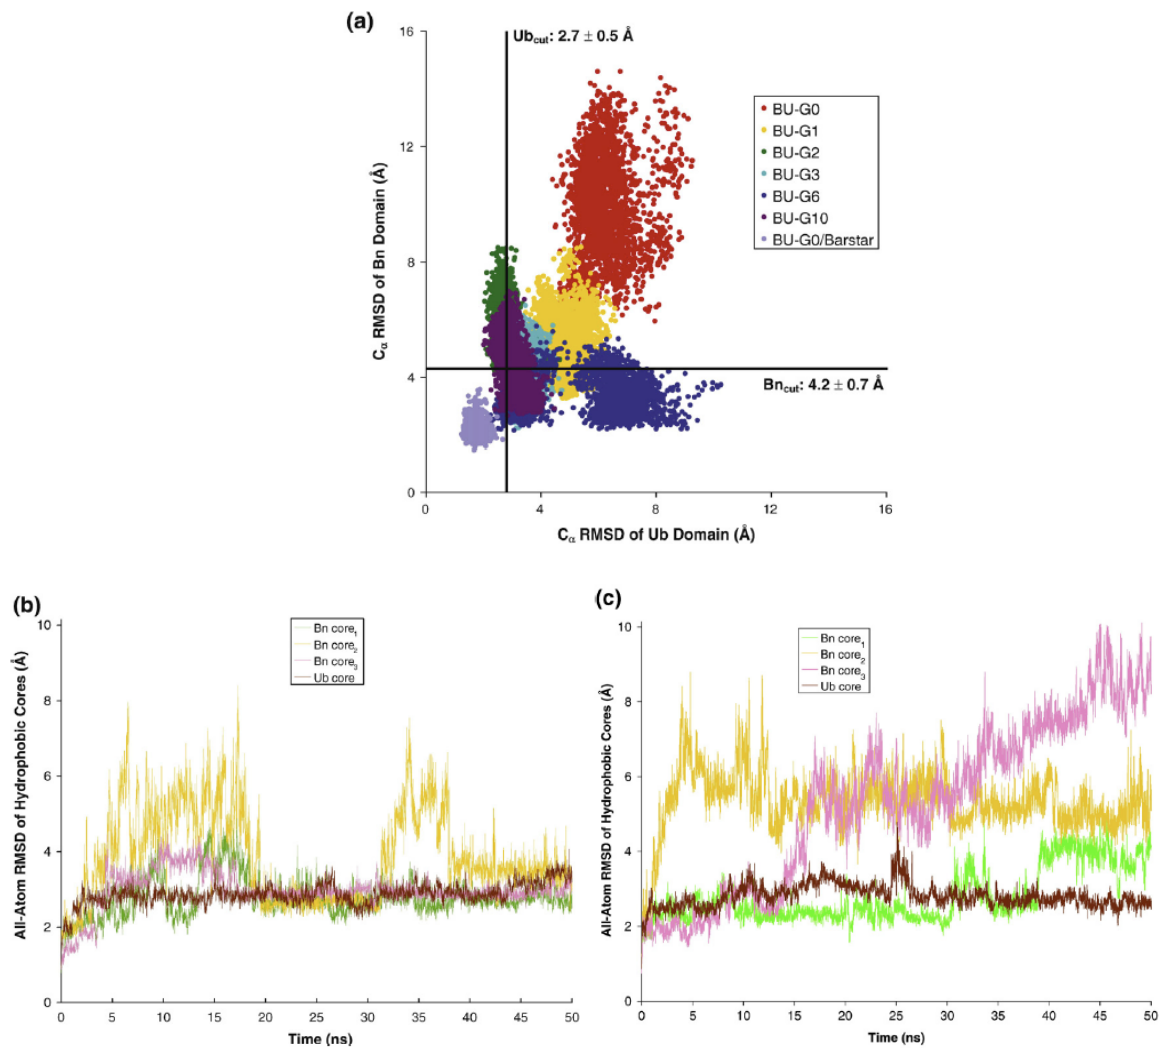 (a)
16
12
8
4
0
Cα RMSD of Bn Domain (Å)
Ubcut: 2.7 ± 0.5 Å
BU-G0
BU-G1
BU-G2
BU-G3
BU-G6
BU-G10
BU-G0/Barstar
Bncut: 4.2 ± 0.7 Å
0 4 8 12 16
Cα RMSD of Ub Domain (Å)
(b)
10
8
6
4
2
0
All-Atom RMSD of Hydrophobic Cores (Å)
Bn core1
Bn core2
Bn core3
Ub core
0 5 10 15 20 25 30 35 40 45 50
Time (ns)
(c)
10
8
6
4
2
0
All-Atom RMSD of Hydrophobic Cores (Å)
Bn core1
Bn core2
Bn core3
Ub core
0 5 10 15 20 25 30 35 40 45 50
Time (ns)